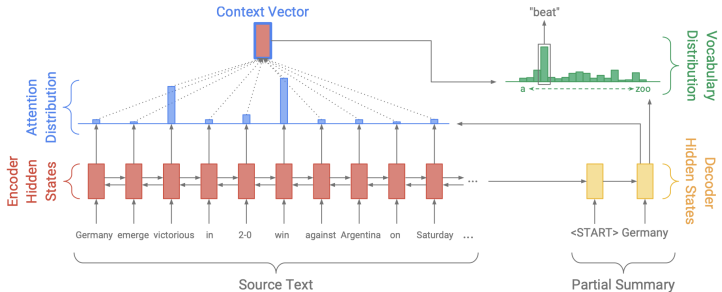 Context Vector
"beat"
a
zoo
Vocabulary
Distribution
Attention
Distribution
Encoder
Hidden
States
...
Decoder
Hidden States
Germany emerge victorious in 2-0 win against Argentina on Saturday ...
<START> Germany
Source Text
Partial Summary